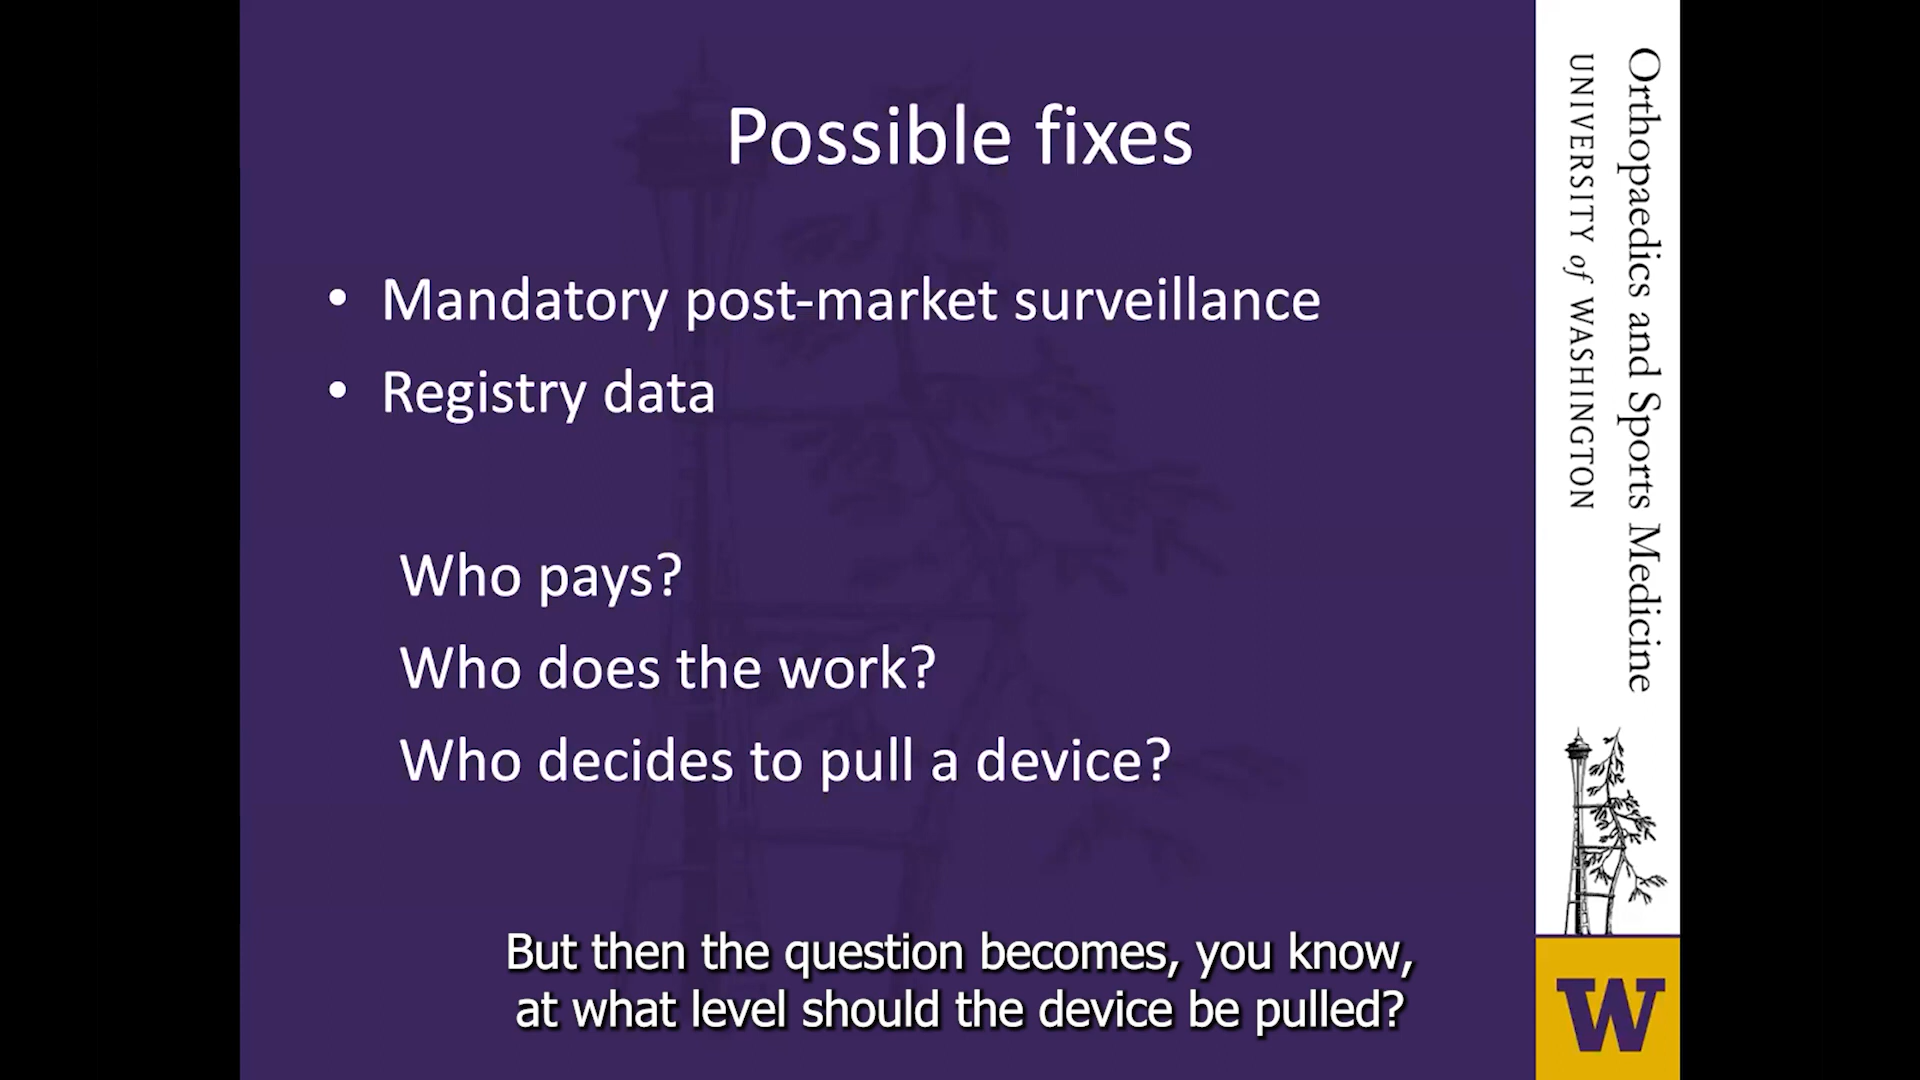 Possible fixes
• Mandatory post-market surveillance
• Registry data
Who pays?
Who does the work?
Who decides to pull a device?
But then the question becomes, you know,
at what level should the device be pulled?
Orthopaedics and Sports Medicine
UNIVERSITY of WASHINGTON
W